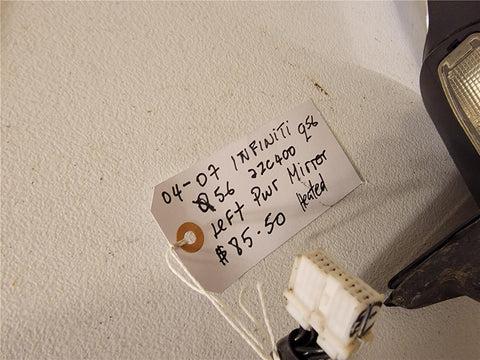 04-07 INFINITI Q56
Q56 22C400
Left Pwr Mirror
$85.50 Heated